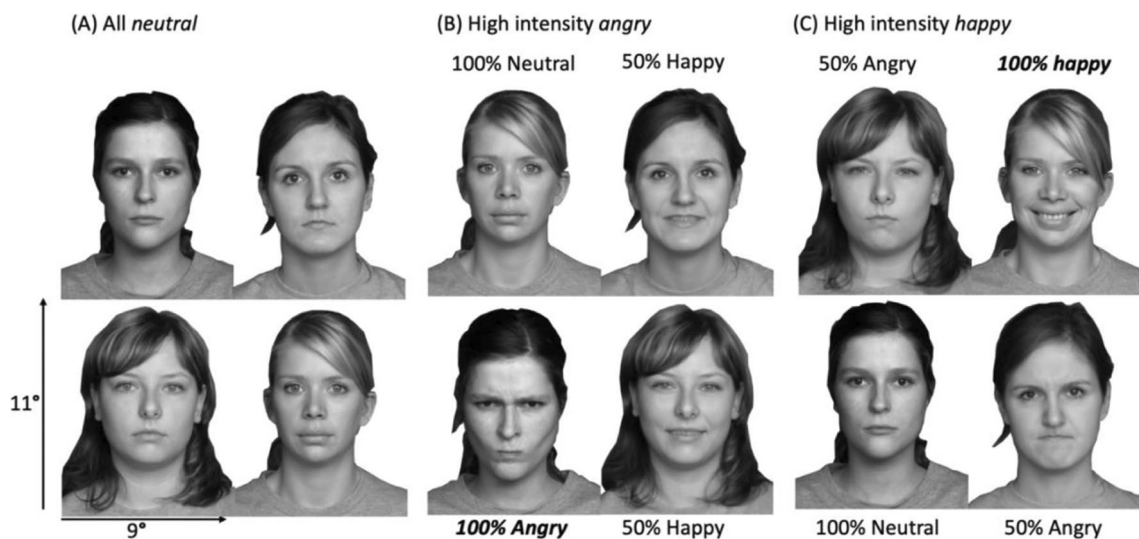 (A) All neutral
(B) High intensity angry
(C) High intensity happy
100% Neutral
50% Happy
50% Angry
100% happy
11°
9°
100% Angry
50% Happy
100% Neutral
50% Angry